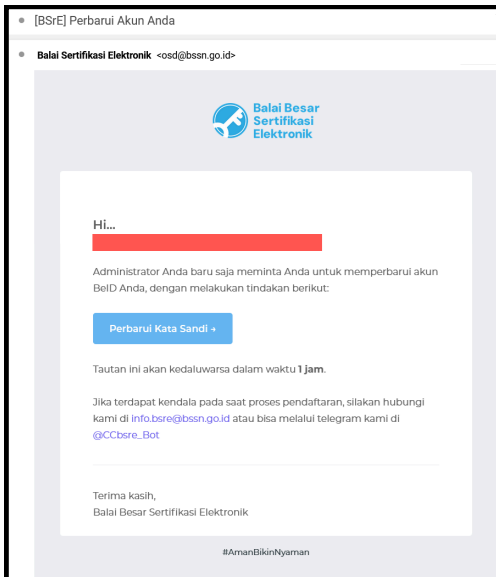 [BSrE] Perbarui Akun Anda
Balai Sertifikasi Elektronik <osd@bssn.go.id>
Balai Besar
Sertifikasi
Elektronik
Hi...
Administrator Anda baru saja meminta Anda untuk memperbarui akun
BeID Anda, dengan melakukan tindakan berikut:
Perbarui Kata Sandi →
Tautan ini akan kedaluwarsa dalam waktu 1 jam.
Jika terdapat kendala pada saat proses pendaftaran, silakan hubungi
kami di info.bsre@bssn.go.id atau bisa melalui telegram kami di
@CCbsre_Bot
Terima kasih,
Balai Besar Sertifikasi Elektronik
#AmanBikinNyaman